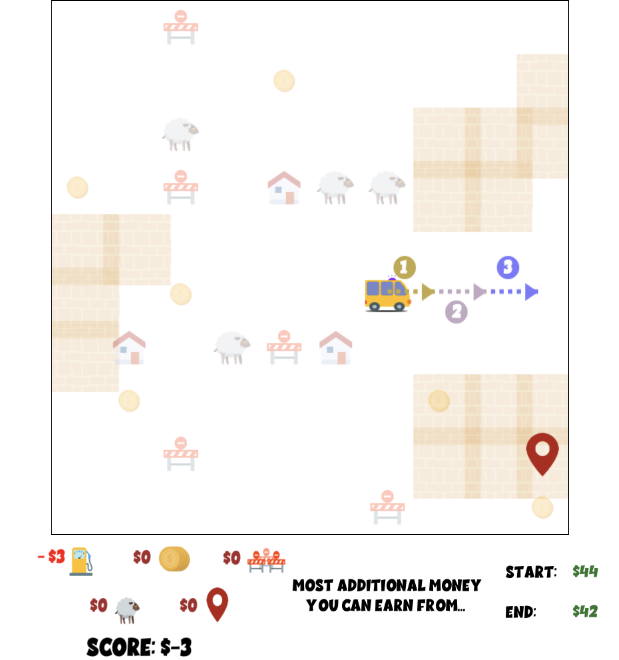 1
3
2
- $3
$0
$0
$0
$0
SCORE: $-3
MOST ADDITIONAL MONEY
YOU CAN EARN FROM...
START: $44
END: $42